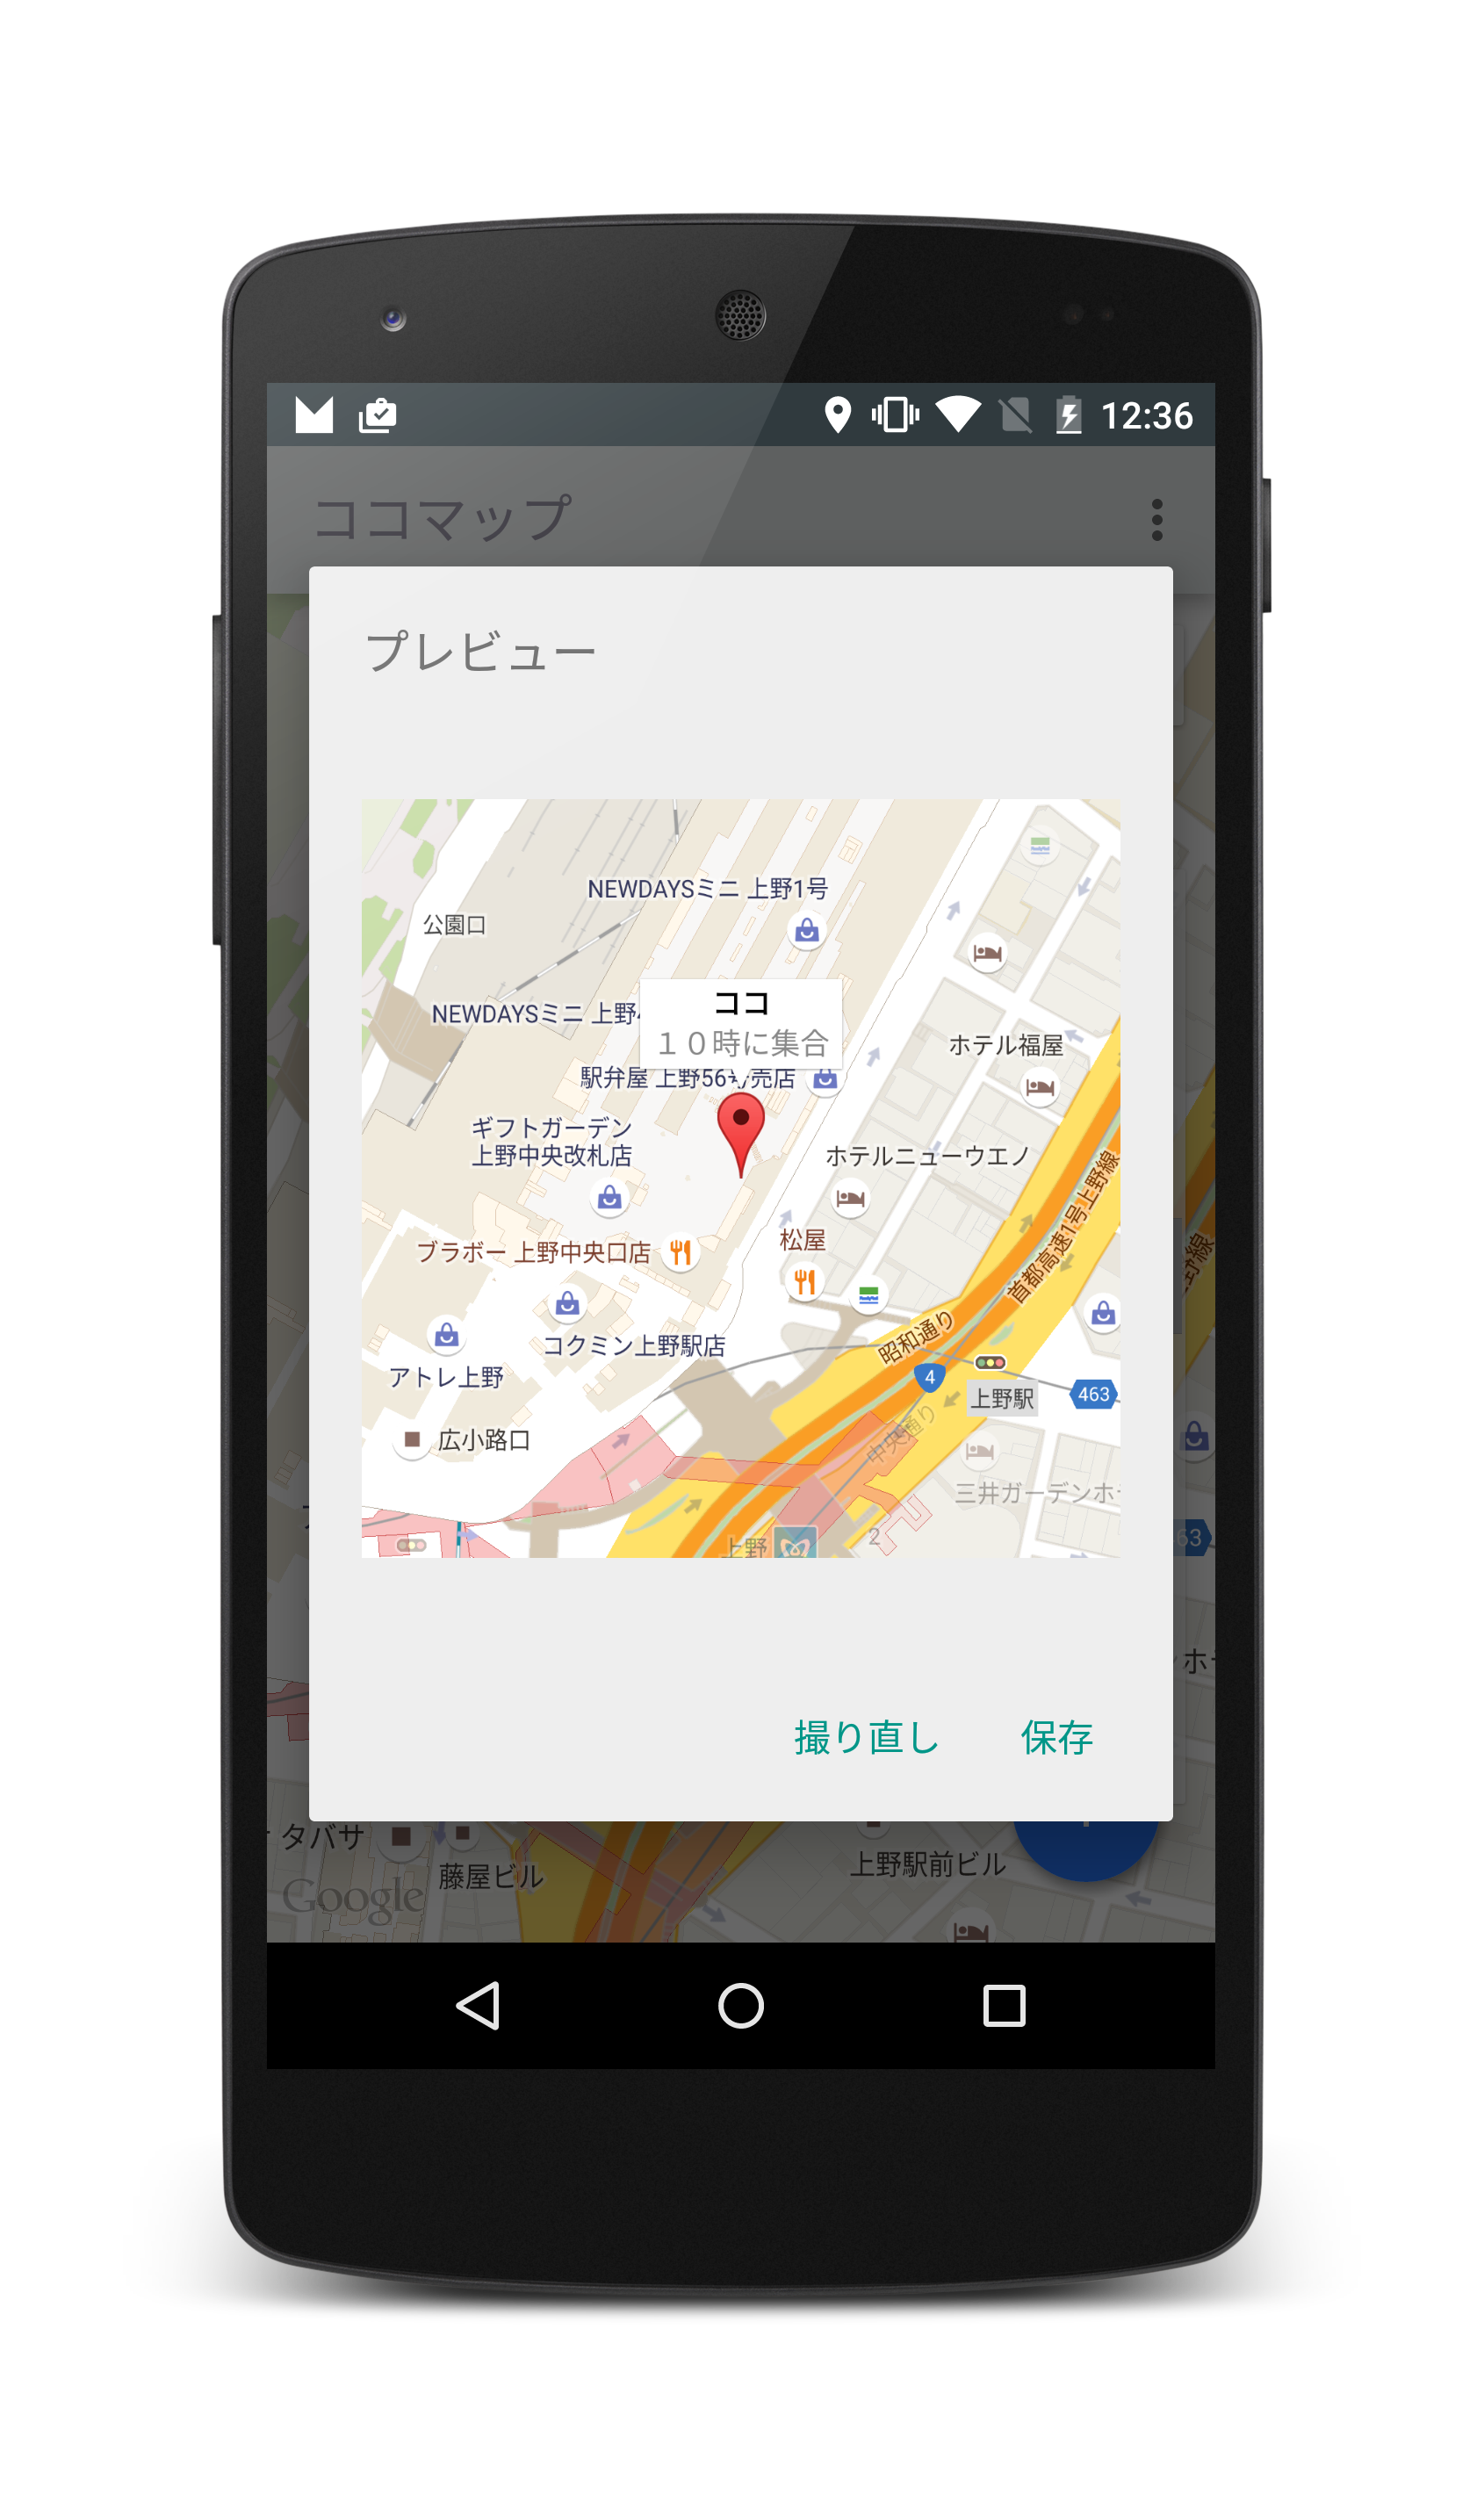 12:36
ココマップ
プレビュー
NEWDAYSミニ 上野1号
公園口
ココ
NEWDAYSミニ 上野
１０時に集合
ホテル福屋
駅弁屋 上野56号売店
ギフトガーデン
上野中央改札店
ホテルニューウエノ
首都高速1号上野線
松屋
ブラボー 上野中央口店
野線
昭和通り
コクミン上野駅店
アトレ上野
4
上野駅
463
中央通り
広小路口
三井ガーデンホ
63
上野
2
ホ
撮り直し 保存
タバサ
藤屋ビル
上野駅前ビル
Google